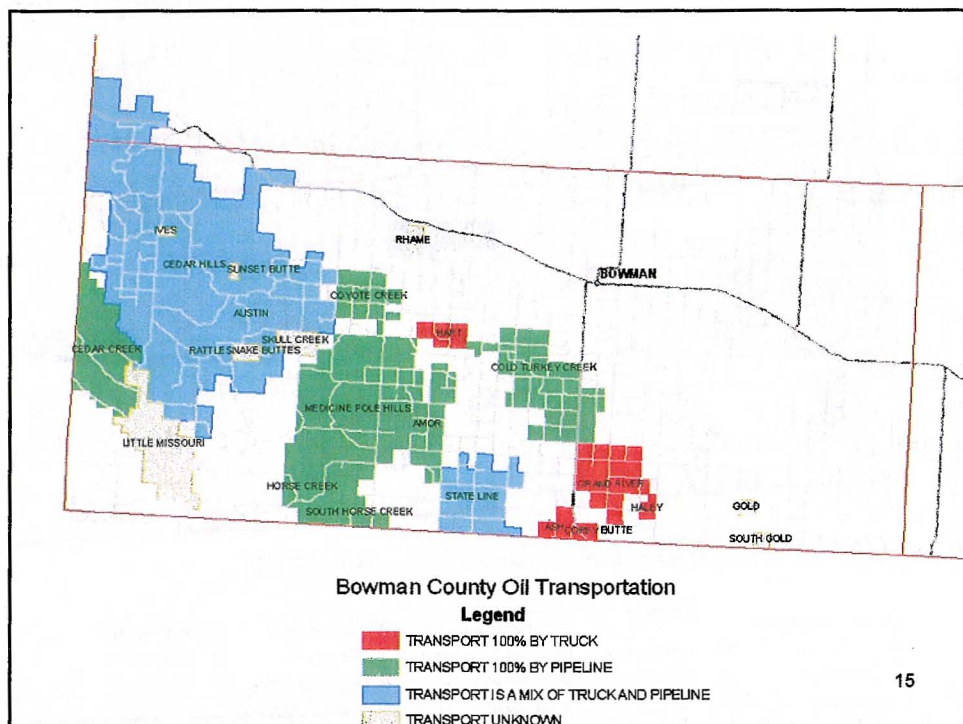 RHAME
IVES
CEDAR HILLS
SUNSET BUTTE
BOWMAN
COYOTE CREEK
AUSTIN
HART
SKULL CREEK
CEDAR CREEK
RATTLE SNAKE BUTTES
COLD TURKEY CREEK
MEDICINE POLE HILLS
AMOR
LITTLE MISSOURI
HORSE CREEK
STATE LINE
GRAND RIVER
SOUTH HORSE CREEK
HALEY
GOLD
BUTTE
SOUTH GOLD
Bowman County Oil Transportation
Legend
TRANSPORT 100% BY TRUCK
TRANSPORT 100% BY PIPELINE
TRANSPORT IS A MIX OF TRUCK AND PIPELINE
TRANSPORT UNKNOWN
15